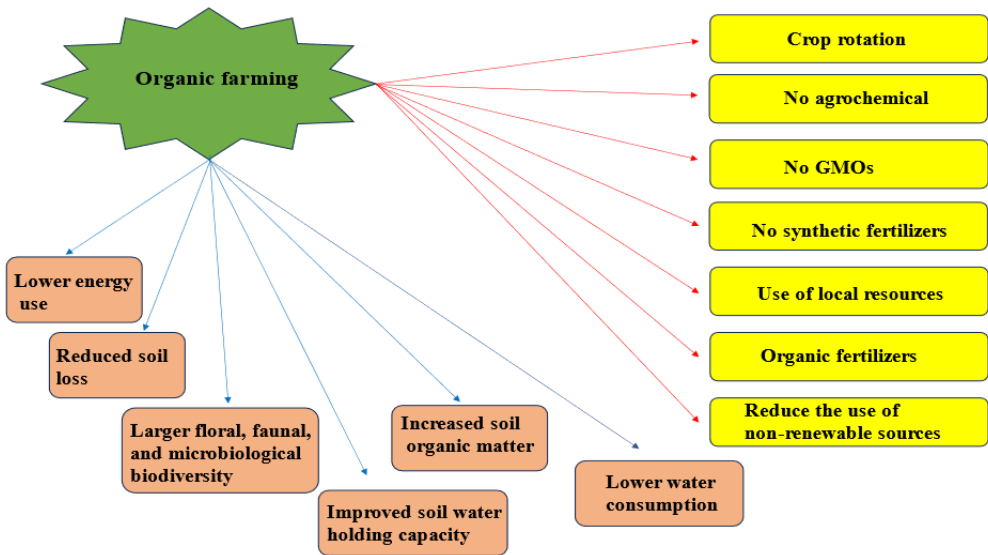 Organic farming
Crop rotation
No agrochemical
No GMOs
No synthetic fertilizers
Use of local resources
Organic fertilizers
Reduce the use of
non-renewable sources
Lower energy
use
Reduced soil
loss
Larger floral, faunal,
and microbiological
biodiversity
Improved soil water
holding capacity
Increased soil
organic matter
Lower water
consumption